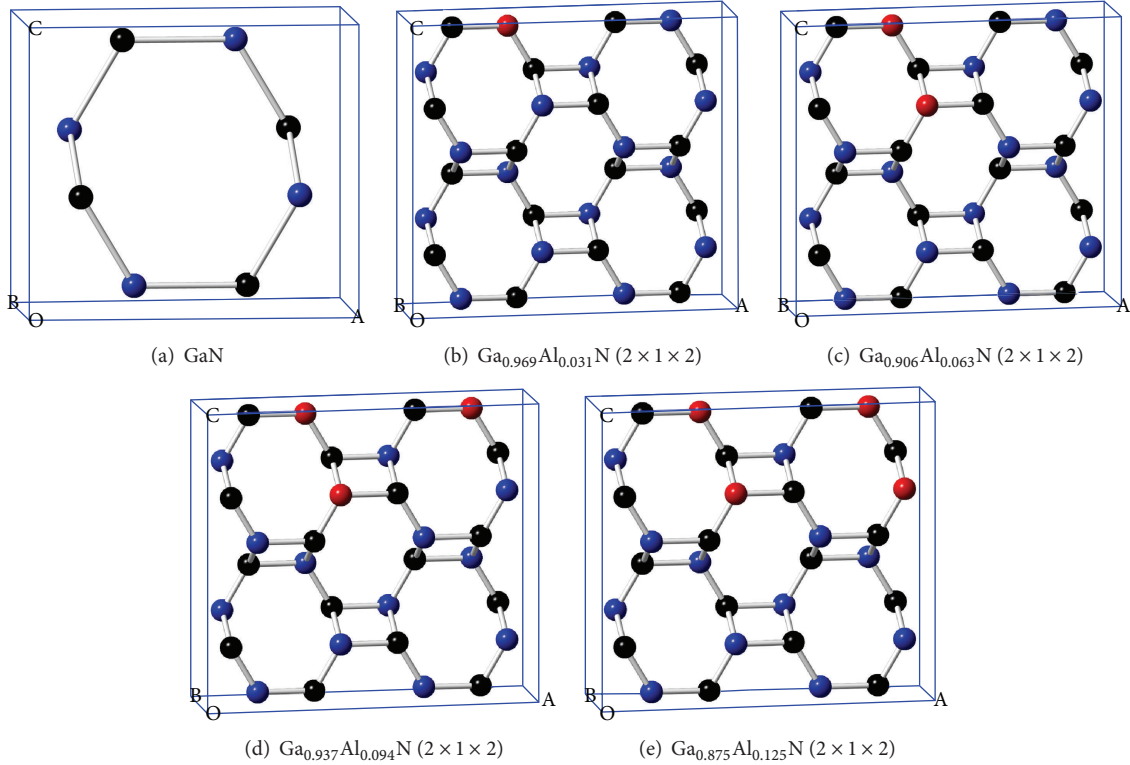 C
B
O
A
(a) GaN
C
B
O
A
(b) Ga0.969Al0.031N (2 × 1 × 2)
C
B
O
A
(c) Ga0.906Al0.063N (2 × 1 × 2)
C
B
O
A
(d) Ga0.937Al0.094N (2 × 1 × 2)
C
B
O
A
(e) Ga0.875Al0.125N (2 × 1 × 2)